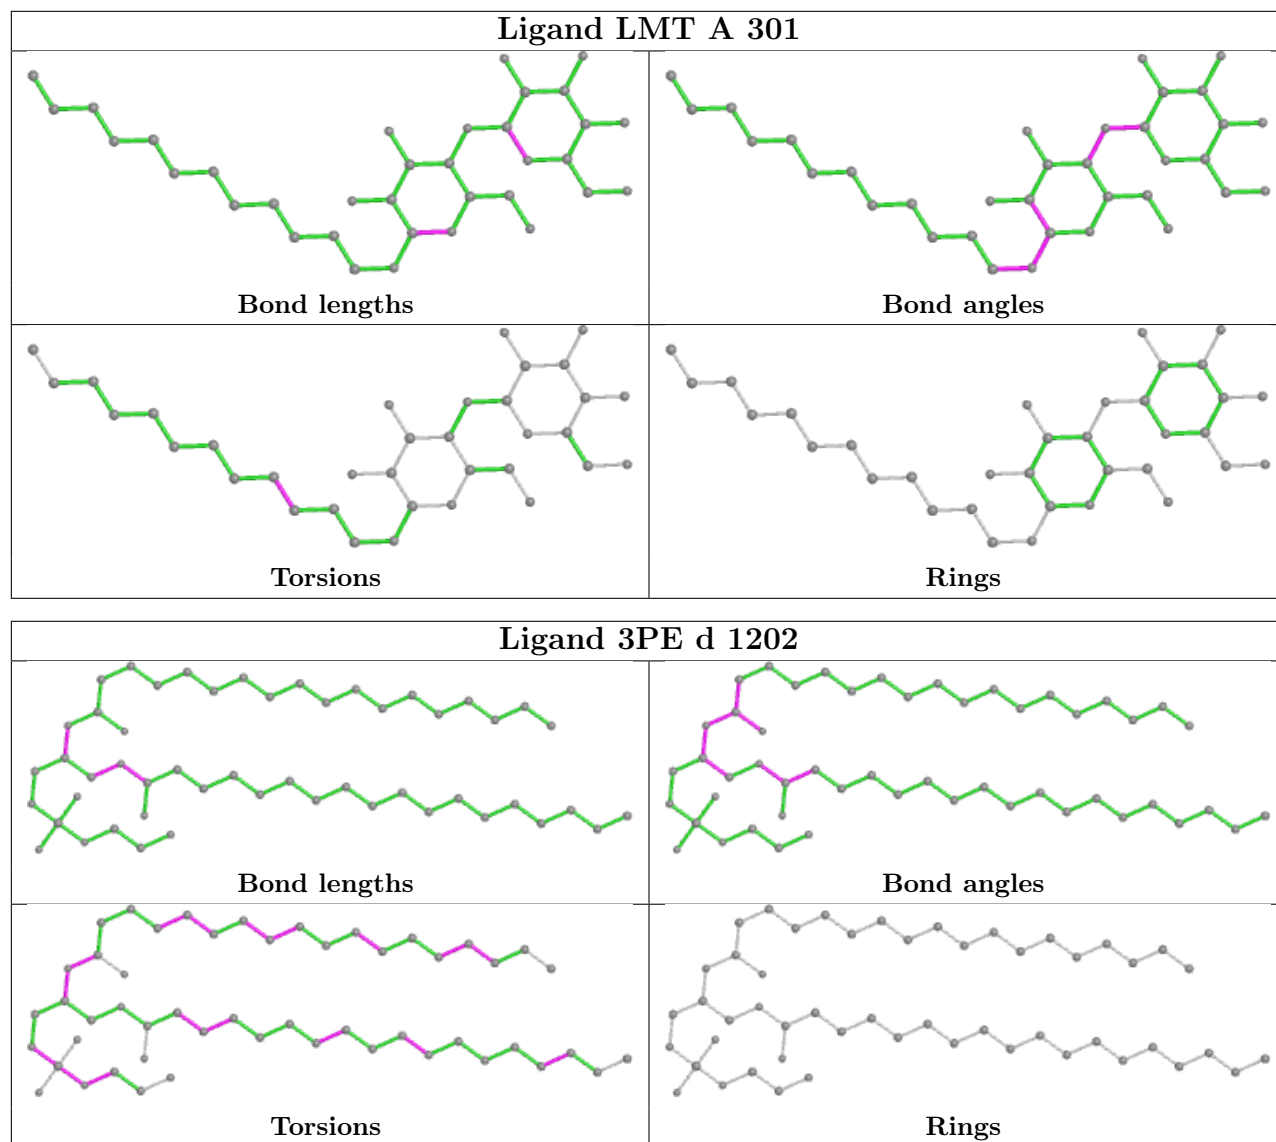 Ligand LMT A 301
Bond lengths
Bond angles
Torsions
Rings
Ligand 3PE d 1202
Bond lengths
Bond angles
Torsions
Rings